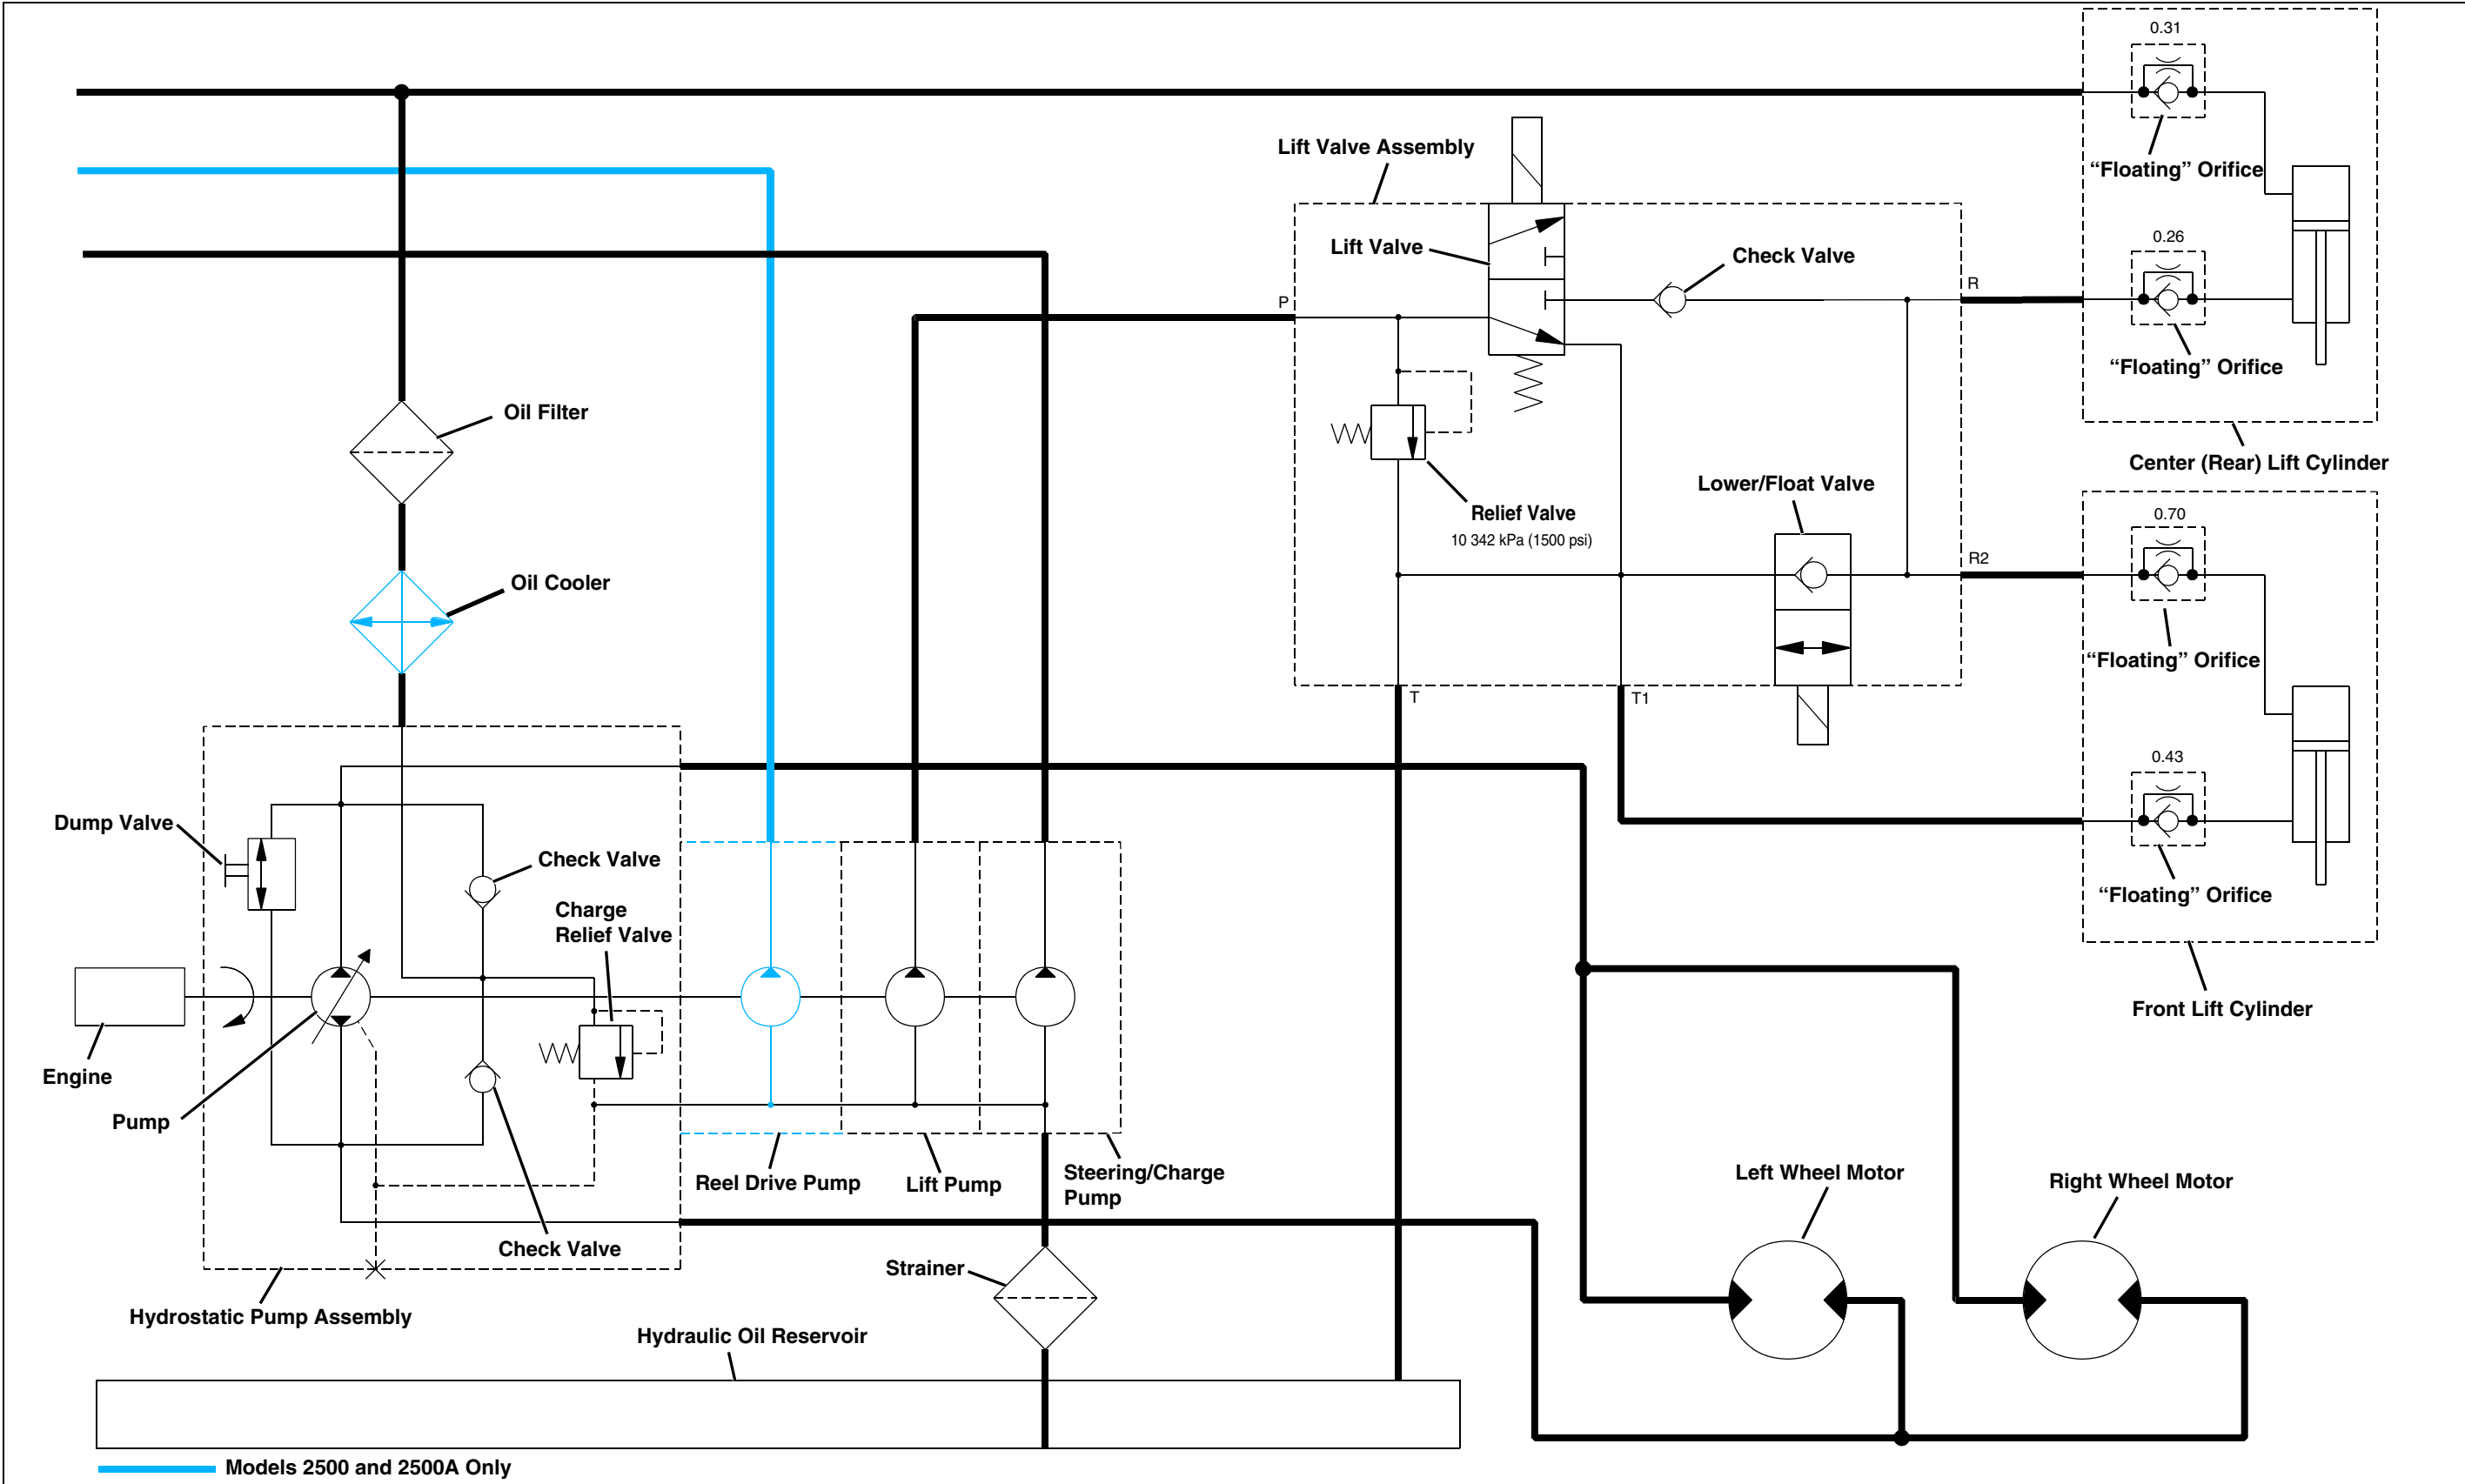 0.31
“Floating” Orifice
Lift Valve Assembly
Lift Valve
Check Valve
0.26
P
R
“Floating” Orifice
Oil Filter
Center (Rear) Lift Cylinder
Lower/Float Valve
Relief Valve
10 342 kPa (1500 psi)
0.70
R2
Oil Cooler
“Floating” Orifice
T
T1
0.43
Dump Valve
Check Valve
Charge
Relief Valve
“Floating” Orifice
Front Lift Cylinder
Engine
Pump
Reel Drive Pump
Lift Pump
Steering/Charge
Pump
Left Wheel Motor
Right Wheel Motor
Check Valve
Strainer
Hydrostatic Pump Assembly
Hydraulic Oil Reservoir
Models 2500 and 2500A Only